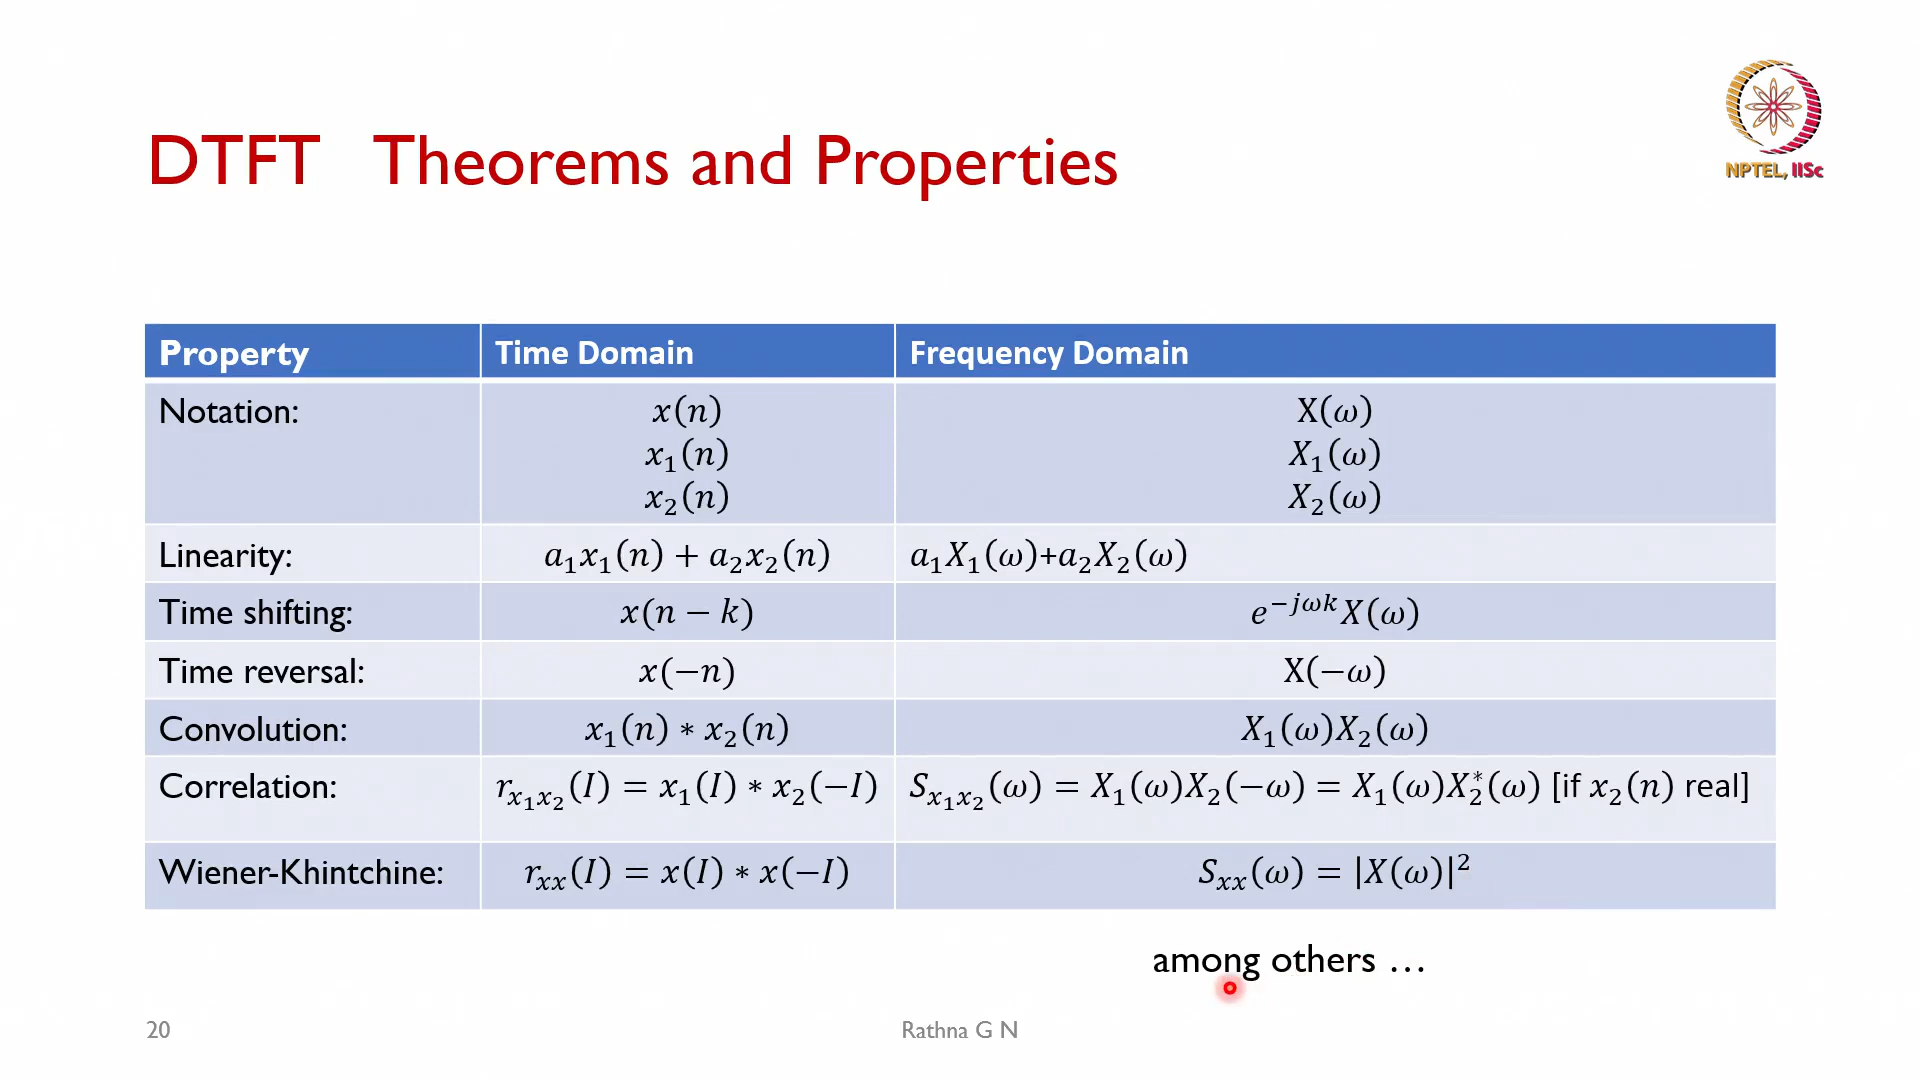 NPTEL, IISc
DTFT Theorems and Properties
Property Time Domain Frequency Domain
Notation: x(n) X(ω)
x₁(n) X₁(ω)
x₂(n) X₂(ω)
Linearity: a₁x₁(n) + a₂x₂(n) a₁X₁(ω)+a₂X₂(ω)
Time shifting: x(n − k) e^{−jωk}X(ω)
Time reversal: x(−n) X(−ω)
Convolution: x₁(n) ∗ x₂(n) X₁(ω)X₂(ω)
Correlation: r_{x₁x₂}(I) = x₁(I) ∗ x₂(−I) S_{x₁x₂}(ω) = X₁(ω)X₂(−ω) = X₁(ω)X₂*(ω) [if x₂(n) real]
Wiener-Khintchine: r_{xx}(I) = x(I) ∗ x(−I) S_{xx}(ω) = |X(ω)|²
among others …
20 Rathna G N